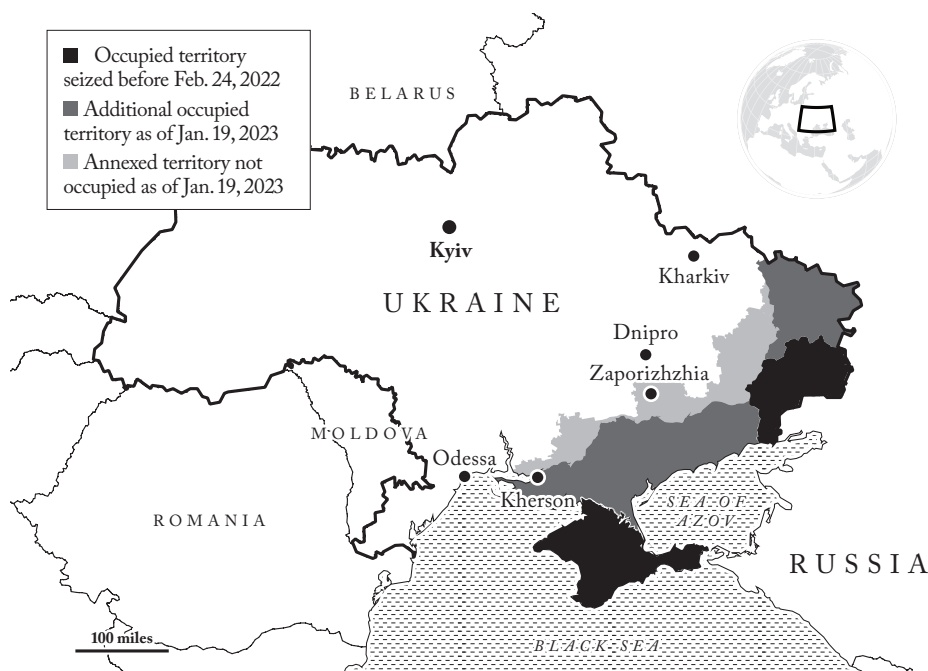 Occupied territory
seized before Feb. 24, 2022
Additional occupied
territory as of Jan. 19, 2023
Annexed territory not
occupied as of Jan. 19, 2023
BELARUS
Kyiv
Kharkiv
UKRAINE
Dnipro
Zaporizhzhia
MOLDOVA
Odessa
Kherson
SEA OF
AZOV
ROMANIA
RUSSIA
100 miles
BLACK SEA